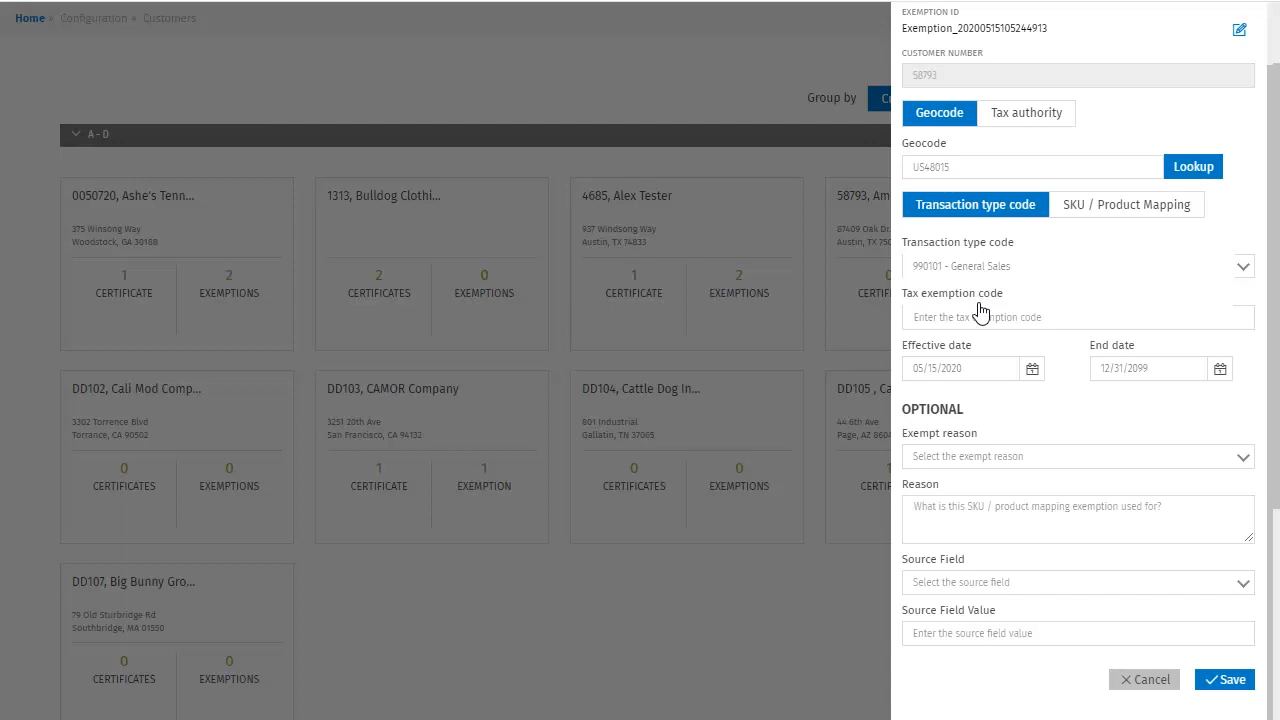 Home » Configuration » Customers
Group by
A - D
0050720, Ashe's Tenn...
375 Winsong Way
Woodstock, GA 30188
1
CERTIFICATE
2
EXEMPTIONS
1313, Bulldog Clothi...
2
CERTIFICATES
0
EXEMPTIONS
4685, Alex Tester
937 Windsong Way
Austin, TX 74833
1
CERTIFICATE
2
EXEMPTIONS
58793, Am
87409 Oak Dr.
Austin, TX
DD102, Cali Mod Comp...
3302 Torrence Blvd
Torrance, CA 90502
0
CERTIFICATES
0
EXEMPTIONS
DD103, CAMOR Company
3251 20th Ave
San Francisco, CA 94132
1
CERTIFICATE
1
EXEMPTION
DD104, Cattle Dog In...
801 Industrial
Gallatin, TN 37065
0
CERTIFICATES
0
EXEMPTIONS
DD105 , Ca
44 6th Ave
Page, AZ
DD107, Big Bunny Gro...
79 Old Sturbridge Rd
Southbridge, MA 01550
0
CERTIFICATES
0
EXEMPTIONS
EXEMPTION ID
Exemption_20200515105244913
CUSTOMER NUMBER
58793
Geocode
Tax authority
Geocode
US48015
Lookup
Transaction type code
SKU / Product Mapping
Transaction type code
990101 - General Sales
Tax exemption code
Enter the tax exemption code
Effective date
End date
05/15/2020
12/31/2099
OPTIONAL
Exempt reason
Select the exempt reason
Reason
What is this SKU / product mapping exemption used for?
Source Field
Select the source field
Source Field Value
Enter the source field value
Cancel
Save